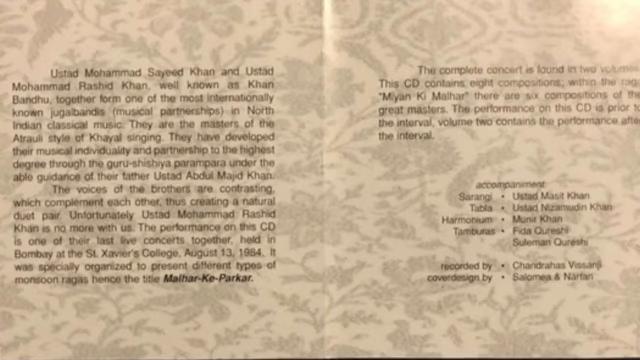 Ustad Mohammad Sayeed Khan and Ustad
Mohammad Rashid Khan, well known as Khan
Bandhu, together form one of the most internationally
known jugalbandis (musical partnerships) in North
Indian classical music. They are the masters of the
Atrauli style of Khayal singing. They have developed
their musical individuality and partnership to the highest
degree through the guru-shishiya parampara under the
able guidance of their father Ustad Abdul Majid Khan.
The voices of the brothers are contrasting,
which complement each other, thus creating a natural
duet pair. Unfortunately Ustad Mohammad Rashid
Khan is no more with us. The performance on this CD
is one of their last live concerts together, held in
Bombay at the St. Xavier's College, August 13, 1984. It
was specially organized to present different types of
monsoon ragas hence the title Malhar-Ke-Parkar.
The complete concert is found in two volumes
This CD contains eight compositions; within the rag
"Miyan Ki Malhar" there are six compositions of th
great masters. The performance on this CD is prior t
the interval, volume two contains the performance afte
the interval.
accompaniment
Sarangi • Ustad Masit Khan
Tabla • Ustad Nizamudin Khan
Harmonium • Munir Khan
Tamburas • Fida Qureshi
Suleman Qureshi
recorded by • Chandrahas Vissanji
coverdesign by • Salomea & Nartan